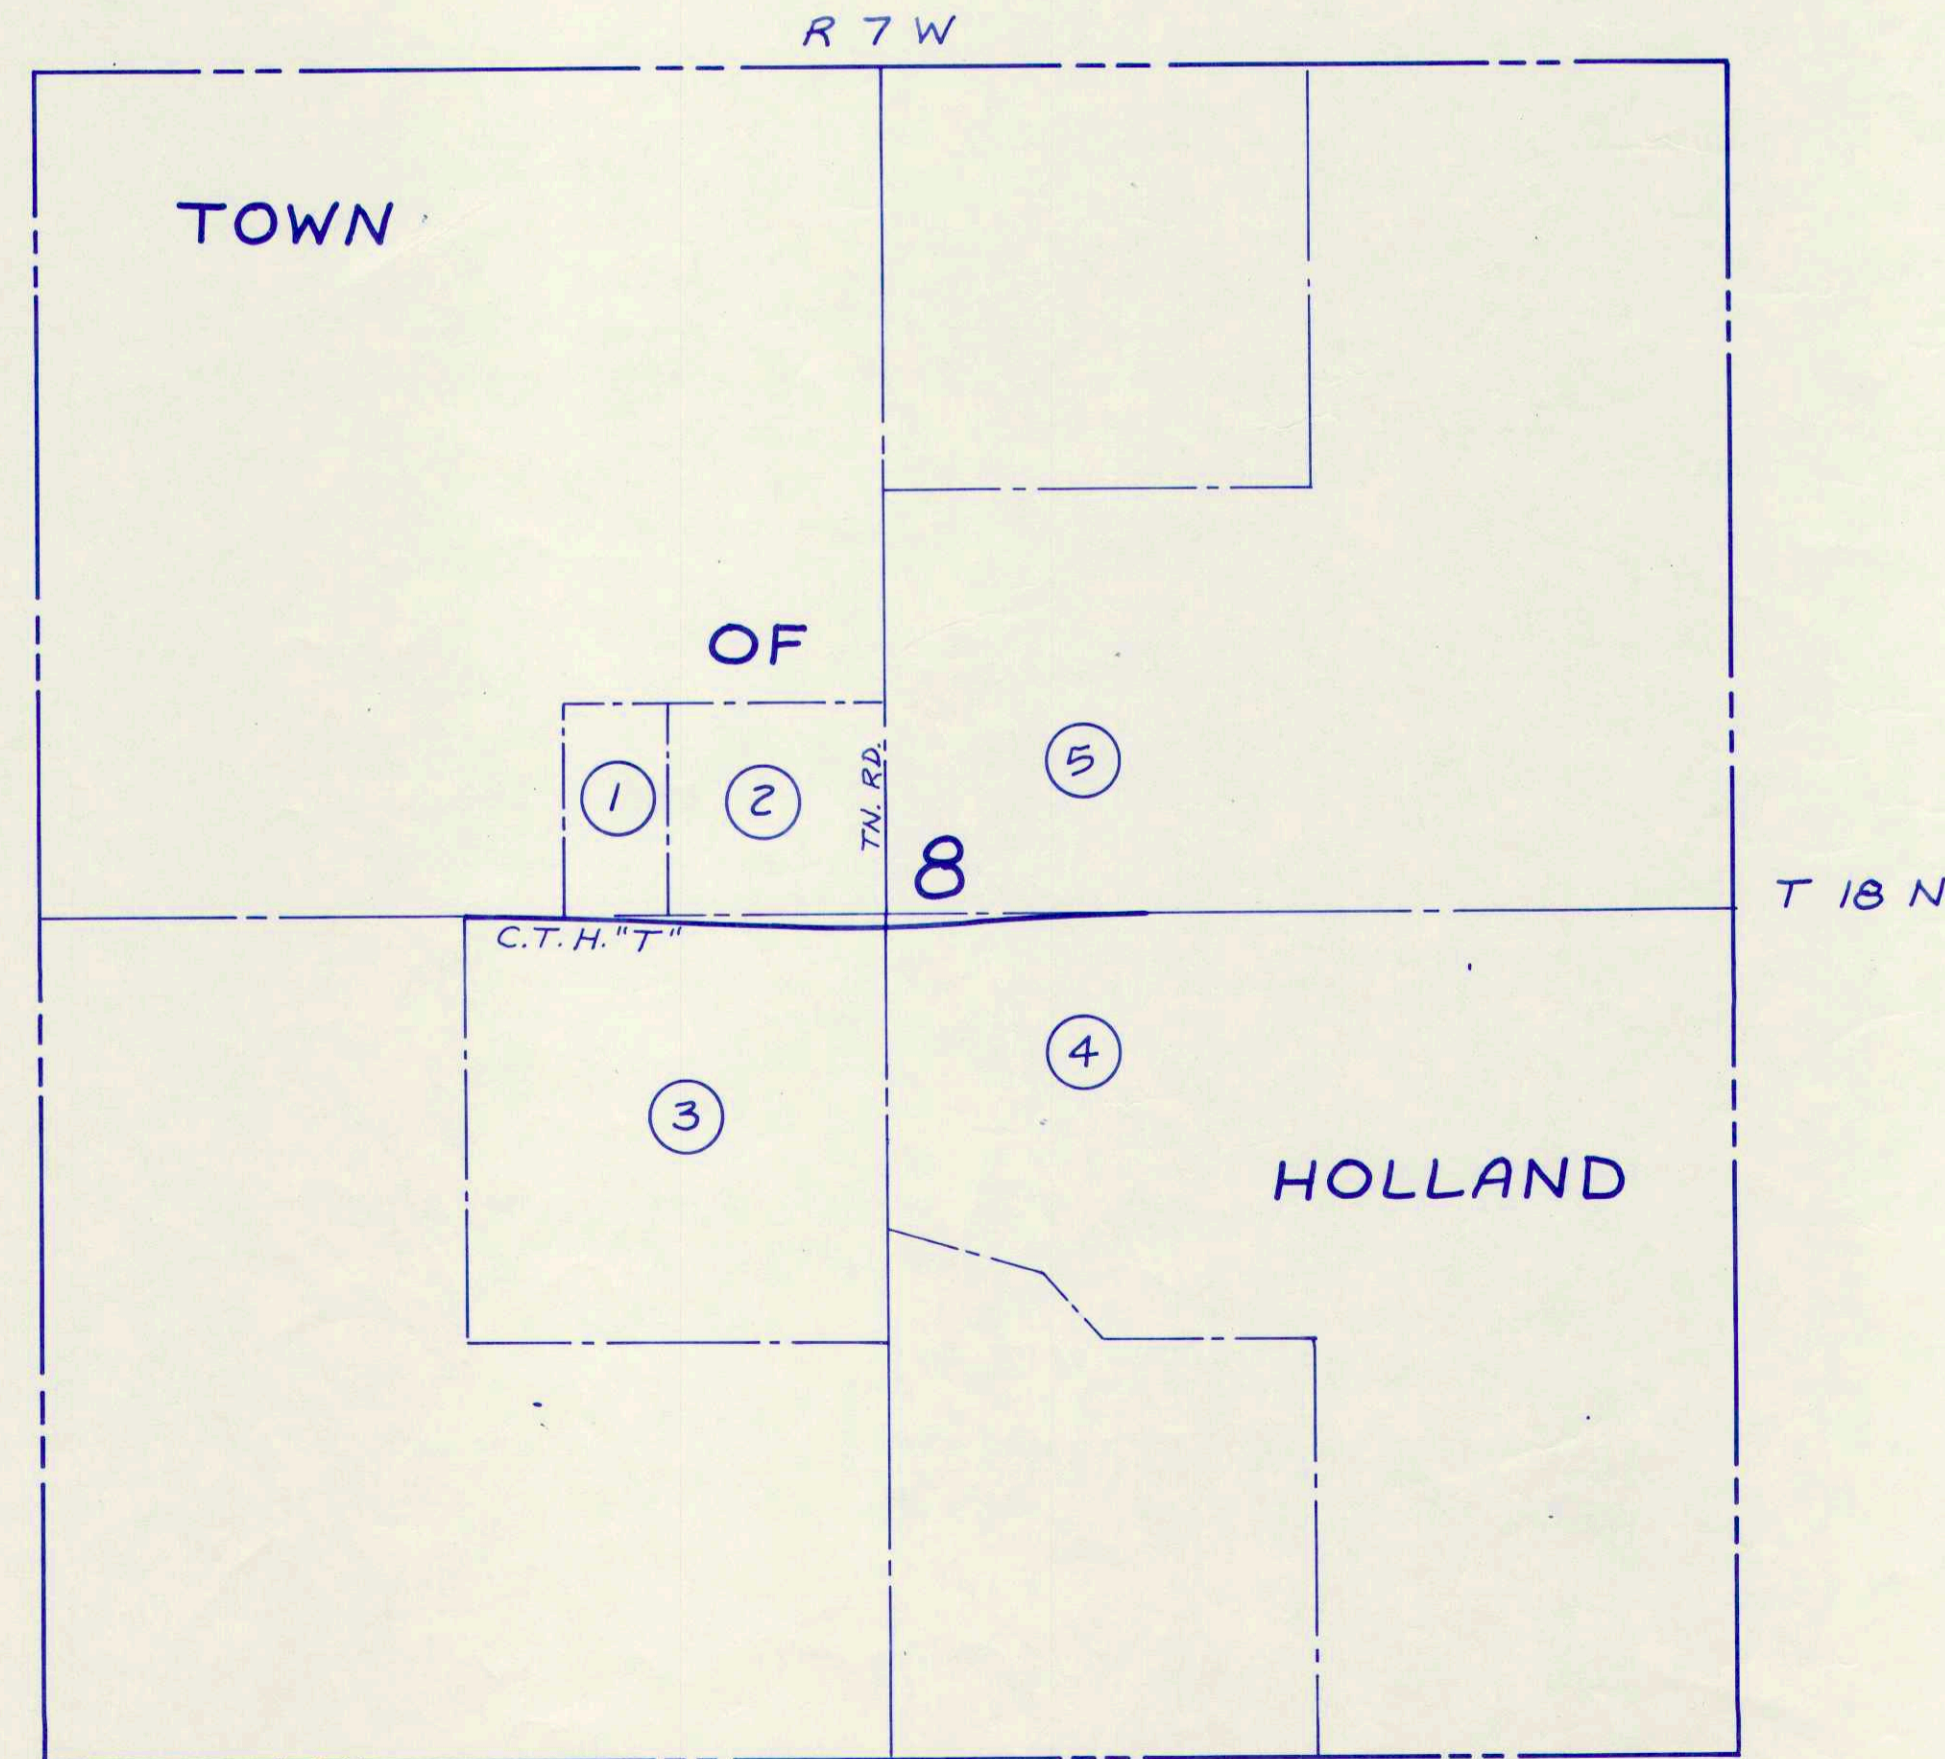 R 7 W
TOWN
OF
1
2
TN. RD.
5
8
T 18 N
C.T.H. "T"
3
4
HOLLAND